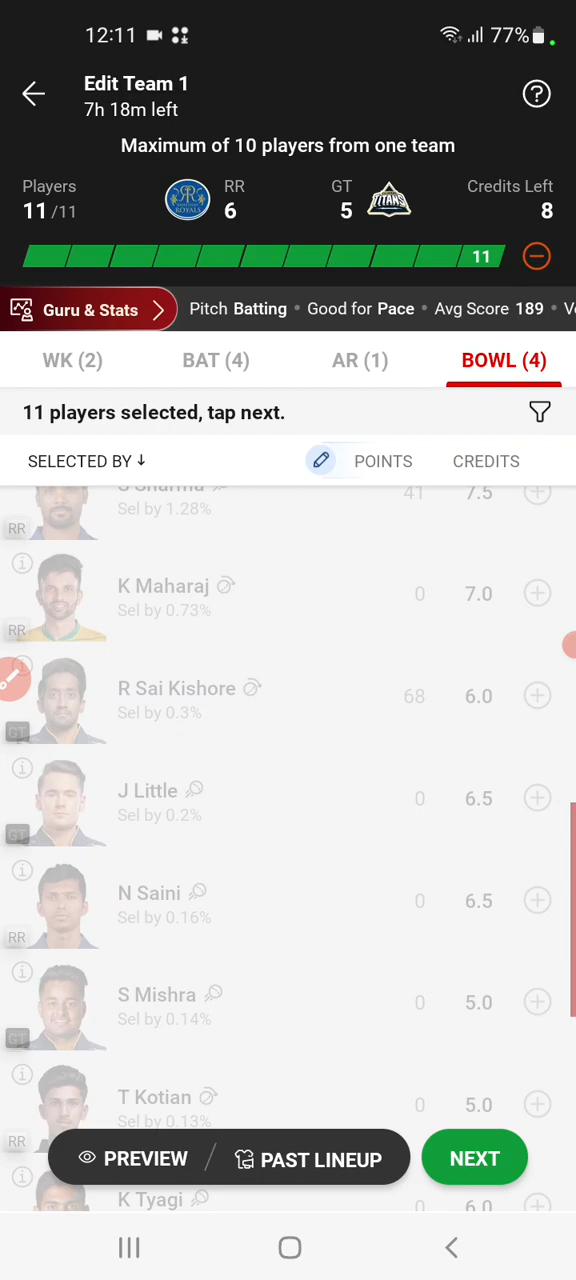 12:11 77%
Edit Team 1
7h 18m left
Maximum of 10 players from one team
Players RR GT Credits Left
11/11 6 5 8
11
Guru & Stats Pitch Batting • Good for Pace • Avg Score 189 •
WK (2) BAT (4) AR (1) BOWL (4)
11 players selected, tap next.
SELECTED BY ↓ POINTS CREDITS
S Sharma 41 7.5
Sel by 1.28%
RR
K Maharaj 0 7.0
Sel by 0.73%
RR
R Sai Kishore 68 6.0
Sel by 0.3%
GT
J Little 0 6.5
Sel by 0.2%
GT
N Saini 0 6.5
Sel by 0.16%
RR
S Mishra 0 5.0
Sel by 0.14%
GT
T Kotian 0 5.0
Sel by 0.13%
RR
PREVIEW / PAST LINEUP NEXT
K Tyagi 0 6.0